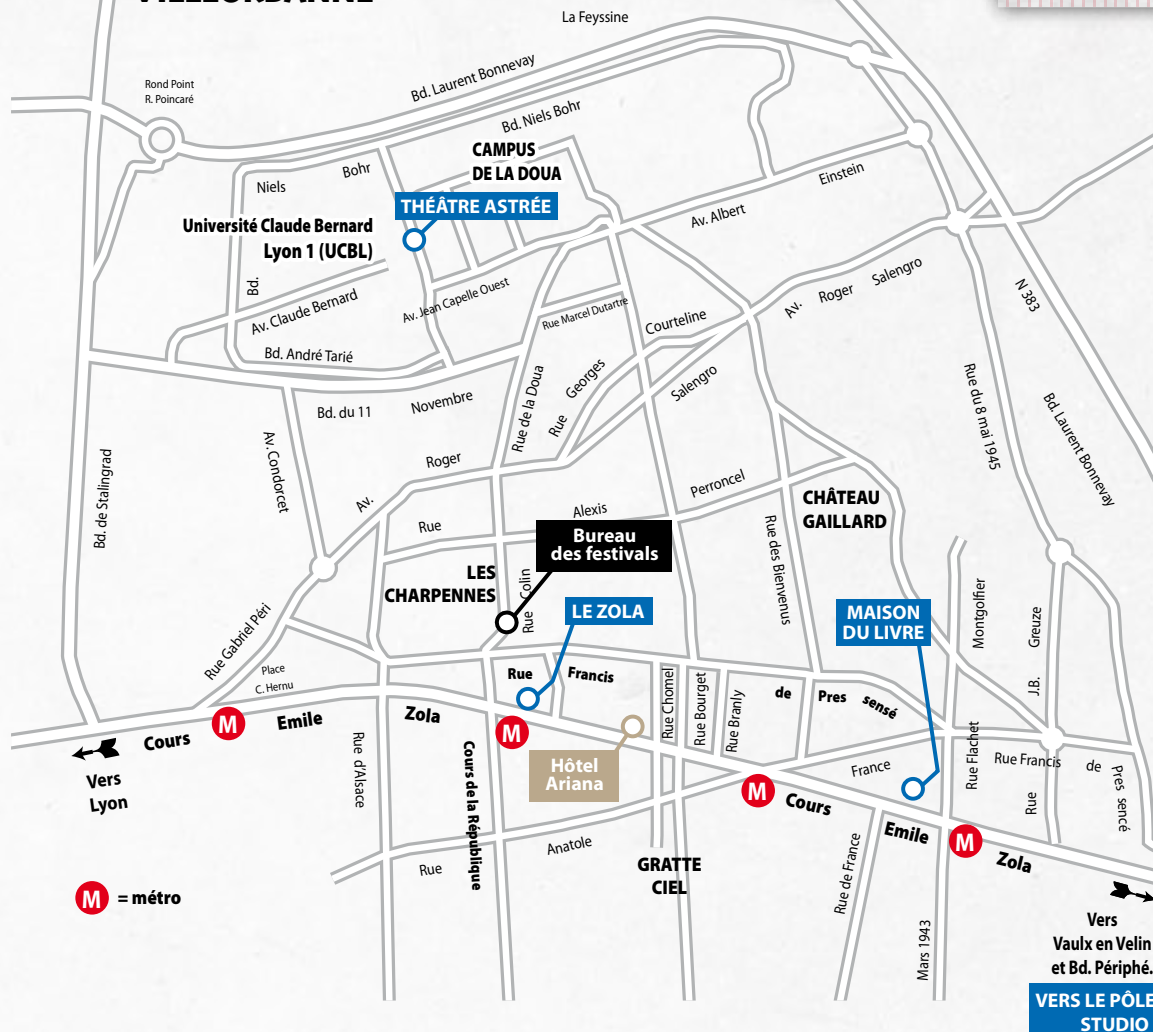 La Feyssine
Rond Point
R. Poincaré
Bd. Laurent Bonnevay
Bd. Niels Bohr
CAMPUS
DE LA DOUA
Niels
Bohr
Bd.
THÉÂTRE ASTRÉE
Université Claude Bernard
Lyon 1 (UCBL)
Av. Albert
Einstein
Av. Claude Bernard
Av. Jean Capelle Ouest
Rue Marcel Dutartre
Bd. André Tarié
Courteline
Georges
Rue
Av.
Roger
Salengro
N 383
Bd. du 11
Novembre
Rue de la Doua
Salengro
Rue du 8 mai 1945
Bd. Laurent Bonnevay
Bd. de Stalingrad
Av. Condorcet
Roger
Av.
Perroncel
Alexis
Rue
CHÂTEAU
GAILLARD
Rue des Bienvenus
Bureau
des festivals
LES
CHARPENNES
Colin
Rue
LE ZOLA
MAISON
DU LIVRE
Montgolfier
Greuze
J.B.
Rue
Rue Gabriel Péri
Place
C. Hernu
Rue
Francis
de
Pres
sensé
Rue Chomel
Rue Bourget
Rue Branly
M
Cours
Emile
Zola
M
Vers
Lyon
Rue d'Alsace
Cours de la République
Hôtel
Ariana
M
Cours
Emile
Zola
France
Rue Flachet
Rue Francis
de
Pres
sencé
M
Anatole
Rue
GRATTE
CIEL
Rue de France
Mars 1943
M
= métro
Vers
Vaulx en Velin
et Bd. Périphé.
VERS LE PÔLE
STUDIO